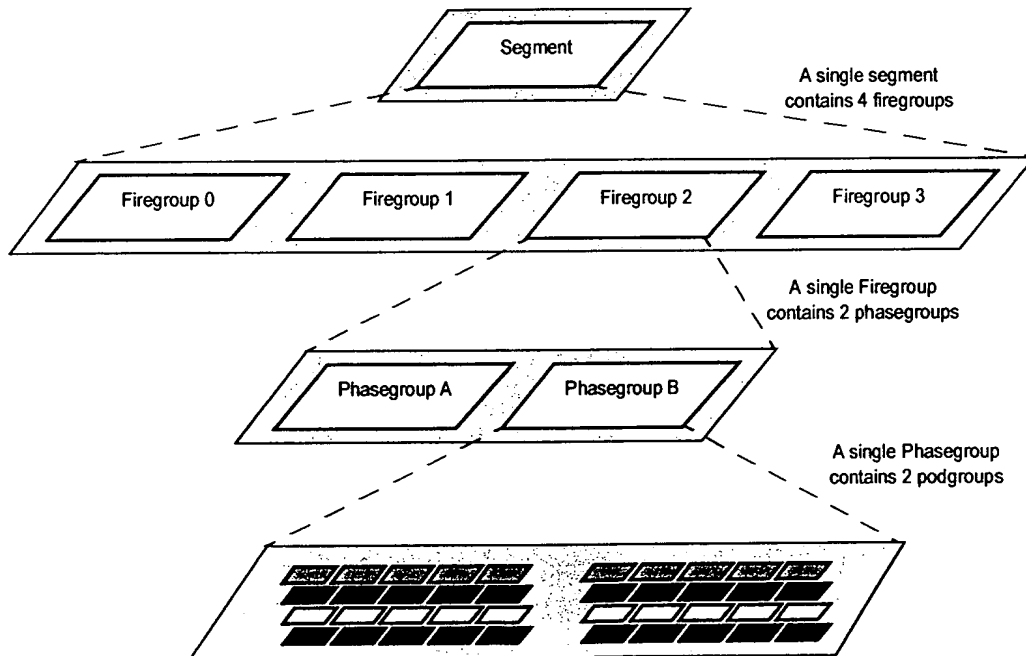 Segment
A single segment
contains 4 firegroups
Firegroup 0
Firegroup 1
Firegroup 2
Firegroup 3
A single Firegroup
contains 2 phasegroups
Phasegroup A
Phasegroup B
A single Phasegroup
contains 2 podgroups